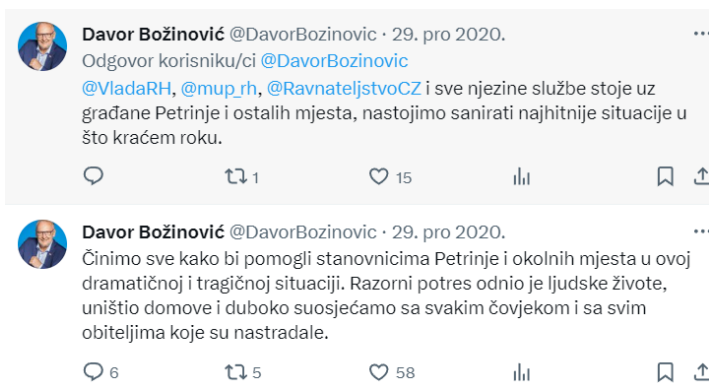 Davor Božinović @DavorBozinovic · 29. pro 2020.
Odgovor korisniku/ci @DavorBozinovic
@VladaRH, @mup_rh, @RavnateljstvoCZ i sve njezine službe stoje uz
građane Petrinje i ostalih mjesta, nastojimo sanirati najhitnije situacije u
što kraćem roku.
1 15
Davor Božinović @DavorBozinovic · 29. pro 2020.
Činimo sve kako bi pomogli stanovnicima Petrinje i okolnih mjesta u ovoj
dramatičnoj i tragičnoj situaciji. Razorni potres odnio je ljudske živote,
uništio domove i duboko suosjećamo sa svakim čovjekom i sa svim
obiteljima koje su nastradale.
6 5 58